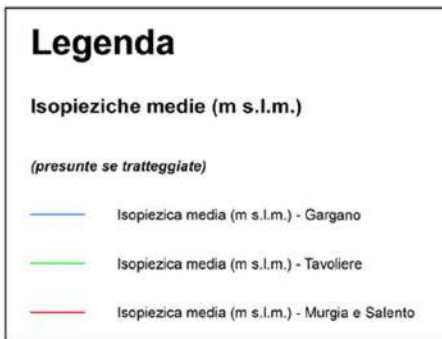 Legenda
Isopieziche medie (m s.l.m.)
(presunte se tratteggiate)
Isopiezica media (m s.l.m.) - Gargano
Isopiezica media (m s.l.m.) - Tavoliere
Isopiezica media (m s.l.m.) - Murgia e Salento